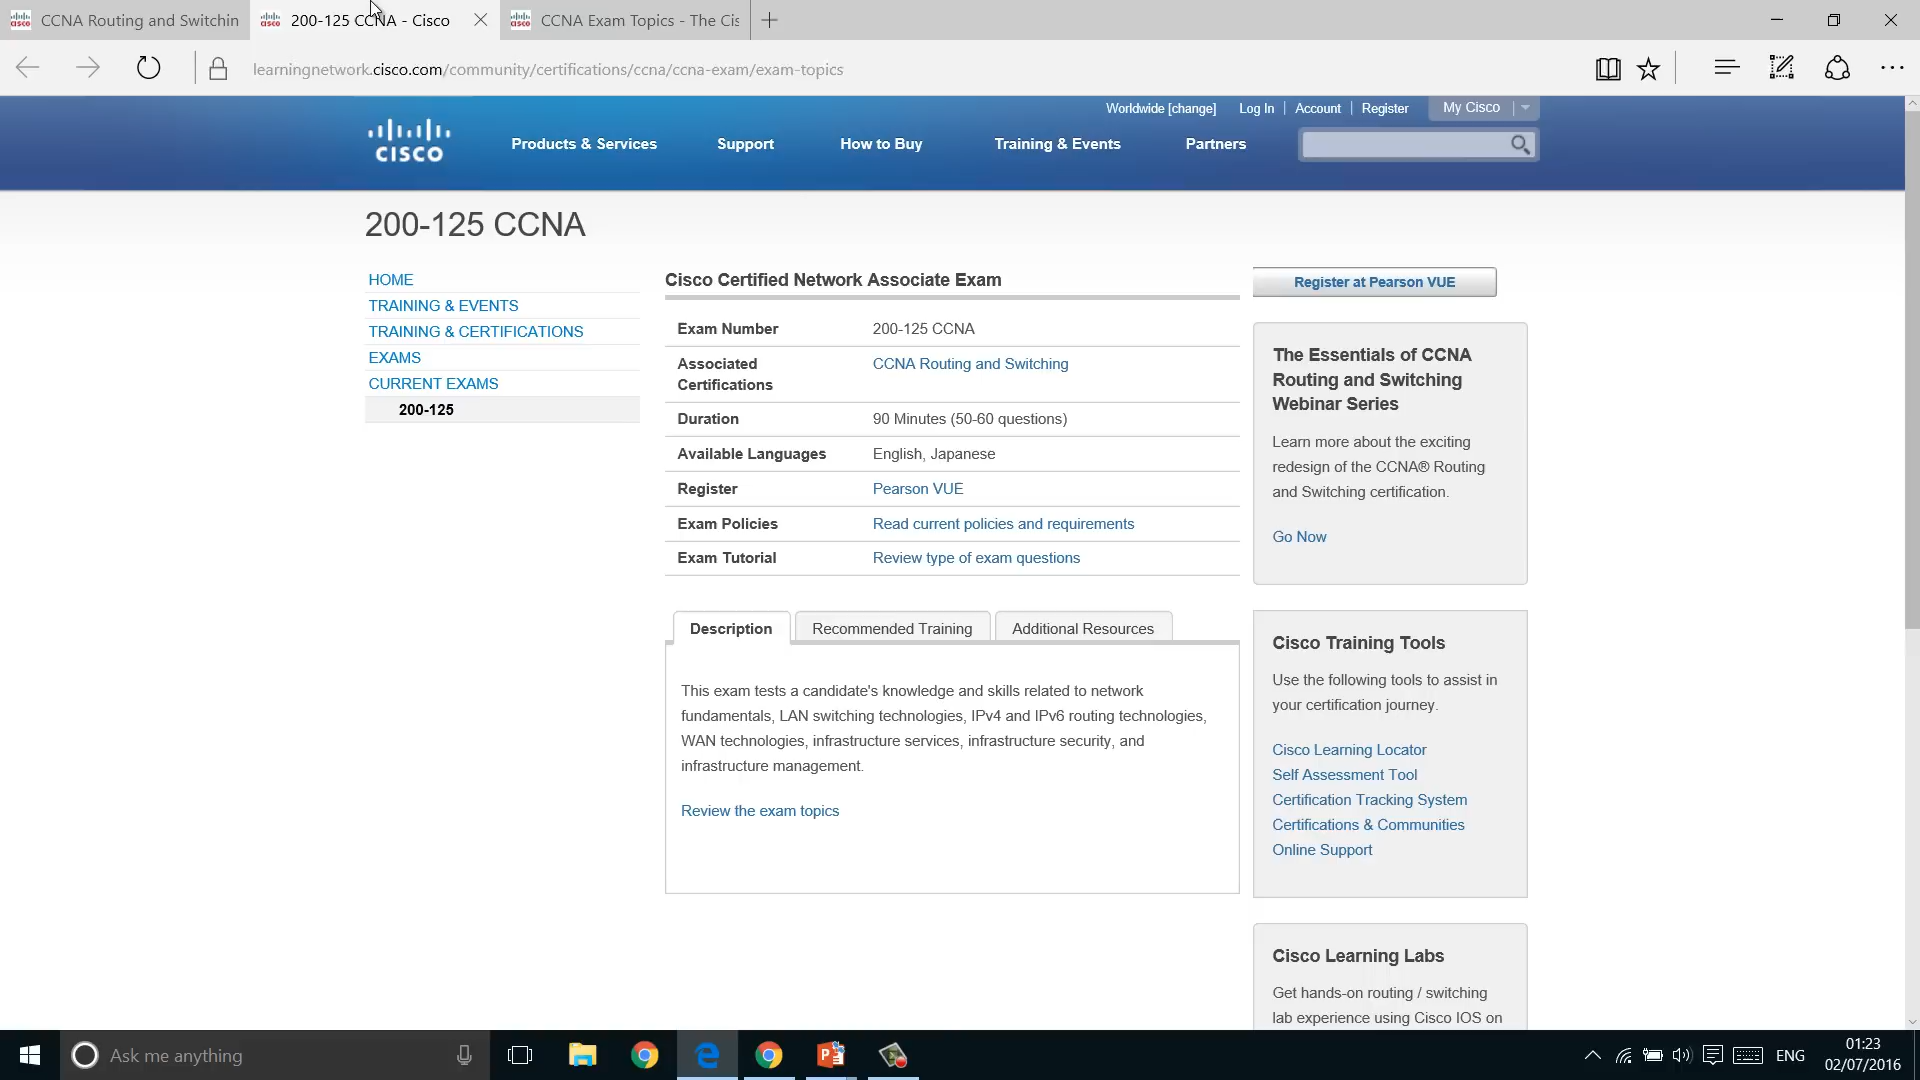 CCNA Routing and Switchin
200-125 CCNA - Cisco
CCNA Exam Topics - The Cis
learningnetwork.cisco.com/community/certifications/ccna/ccna-exam/exam-topics
Worldwide [change] Log In | Account | Register My Cisco
CISCO
Products & Services Support How to Buy Training & Events Partners
200-125 CCNA
HOME
TRAINING & EVENTS
TRAINING & CERTIFICATIONS
EXAMS
CURRENT EXAMS
200-125
Cisco Certified Network Associate Exam
Exam Number 200-125 CCNA
Associated Certifications CCNA Routing and Switching
Duration 90 Minutes (50-60 questions)
Available Languages English, Japanese
Register Pearson VUE
Exam Policies Read current policies and requirements
Exam Tutorial Review type of exam questions
Description Recommended Training Additional Resources
This exam tests a candidate's knowledge and skills related to network
fundamentals, LAN switching technologies, IPv4 and IPv6 routing technologies,
WAN technologies, infrastructure services, infrastructure security, and
infrastructure management.
Review the exam topics
Register at Pearson VUE
The Essentials of CCNA
Routing and Switching
Webinar Series
Learn more about the exciting
redesign of the CCNA® Routing
and Switching certification.
Go Now
Cisco Training Tools
Use the following tools to assist in
your certification journey.
Cisco Learning Locator
Self Assessment Tool
Certification Tracking System
Certifications & Communities
Online Support
Cisco Learning Labs
Get hands-on routing / switching
lab experience using Cisco IOS on
Ask me anything
ENG
01:23
02/07/2016